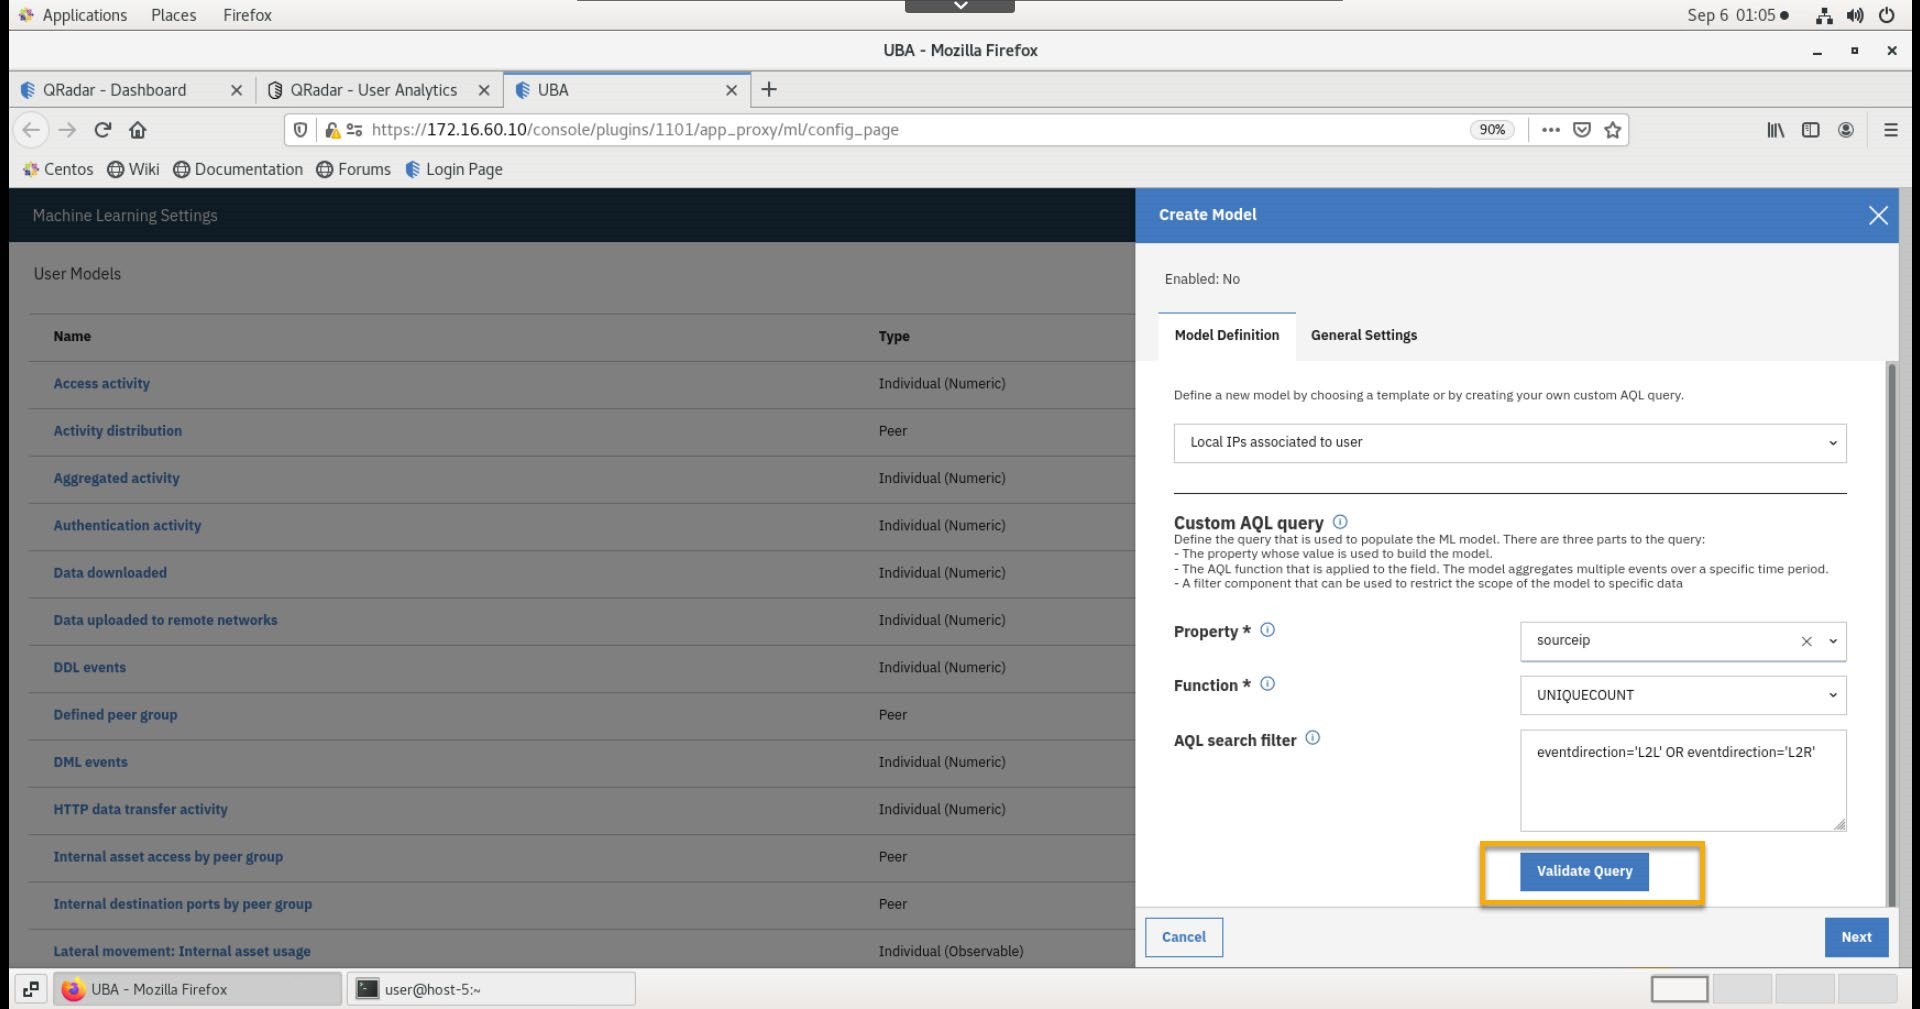 Applications Places Firefox Sep 6 01:05
UBA - Mozilla Firefox
QRadar - Dashboard QRadar - User Analytics UBA
https://172.16.60.10/console/plugins/1101/app_proxy/ml/config_page 90%
Centos Wiki Documentation Forums Login Page
Machine Learning Settings
User Models
Name Type
Access activity Individual (Numeric)
Activity distribution Peer
Aggregated activity Individual (Numeric)
Authentication activity Individual (Numeric)
Data downloaded Individual (Numeric)
Data uploaded to remote networks Individual (Numeric)
DDL events Individual (Numeric)
Defined peer group Peer
DML events Individual (Numeric)
HTTP data transfer activity Individual (Numeric)
Internal asset access by peer group Peer
Internal destination ports by peer group Peer
Lateral movement: Internal asset usage Individual (Observable)
Create Model
Enabled: No
Model Definition General Settings
Define a new model by choosing a template or by creating your own custom AQL query.
Local IPs associated to user
Custom AQL query
Define the query that is used to populate the ML model. There are three parts to the query:
- The property whose value is used to build the model.
- The AQL function that is applied to the field. The model aggregates multiple events over a specific time period.
- A filter component that can be used to restrict the scope of the model to specific data
Property * sourceip
Function * UNIQUECOUNT
AQL search filter eventdirection='L2L' OR eventdirection='L2R'
Validate Query
Cancel Next
UBA - Mozilla Firefox user@host-5:~